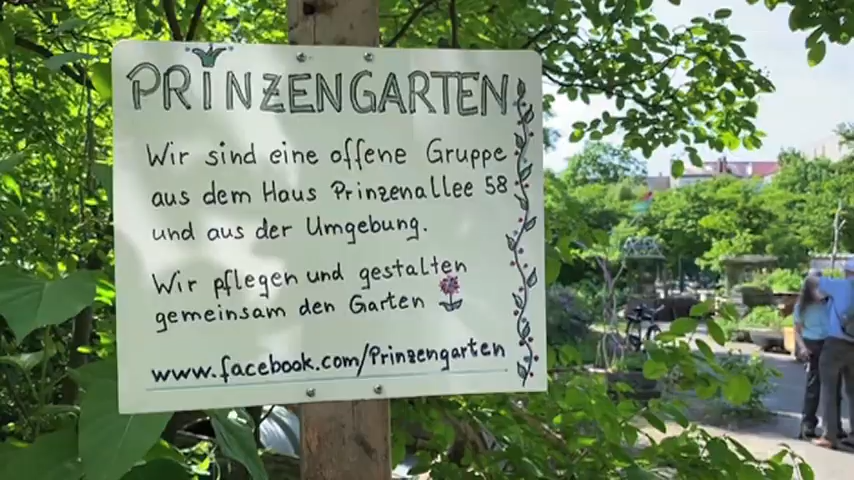 PRINZENGARTEN
Wir sind eine offene Gruppe
aus dem Haus Prinzenallee 58
und aus der Umgebung.
Wir pflegen und gestalten
gemeinsam den Garten
www.facebook.com/Prinzengarten